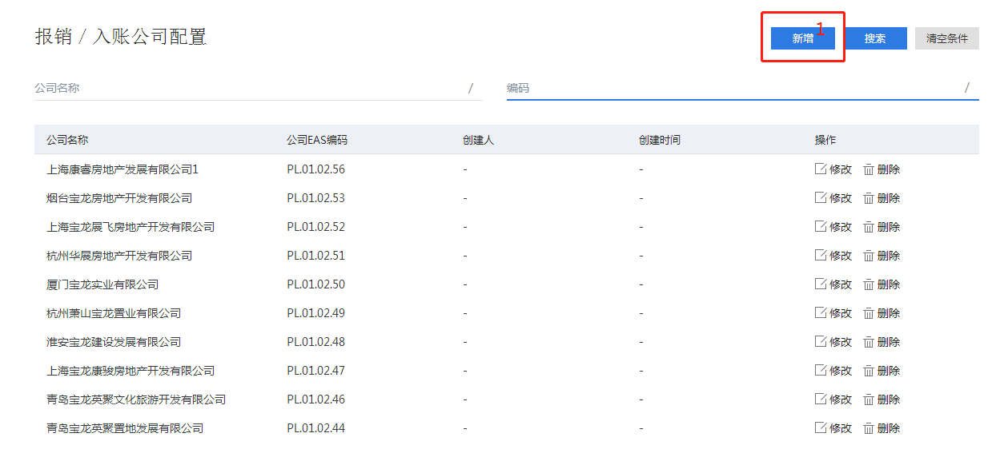 报销 / 入账公司配置
新增 1 搜索 清空条件
公司名称 / 编码 /
公司名称 公司EAS编码 创建人 创建时间 操作
上海康睿房地产发展有限公司1 PL.01.02.56 - - 修改 删除
烟台宝龙房地产开发有限公司 PL.01.02.53 - - 修改 删除
上海宝龙展飞房地产开发有限公司 PL.01.02.52 - - 修改 删除
杭州华展房地产开发有限公司 PL.01.02.51 - - 修改 删除
厦门宝龙实业有限公司 PL.01.02.50 - - 修改 删除
杭州萧山宝龙置业有限公司 PL.01.02.49 - - 修改 删除
淮安宝龙建设发展有限公司 PL.01.02.48 - - 修改 删除
上海宝龙康骏房地产开发有限公司 PL.01.02.47 - - 修改 删除
青岛宝龙英聚文化旅游开发有限公司 PL.01.02.46 - - 修改 删除
青岛宝龙英聚置地发展有限公司 PL.01.02.44 - - 修改 删除